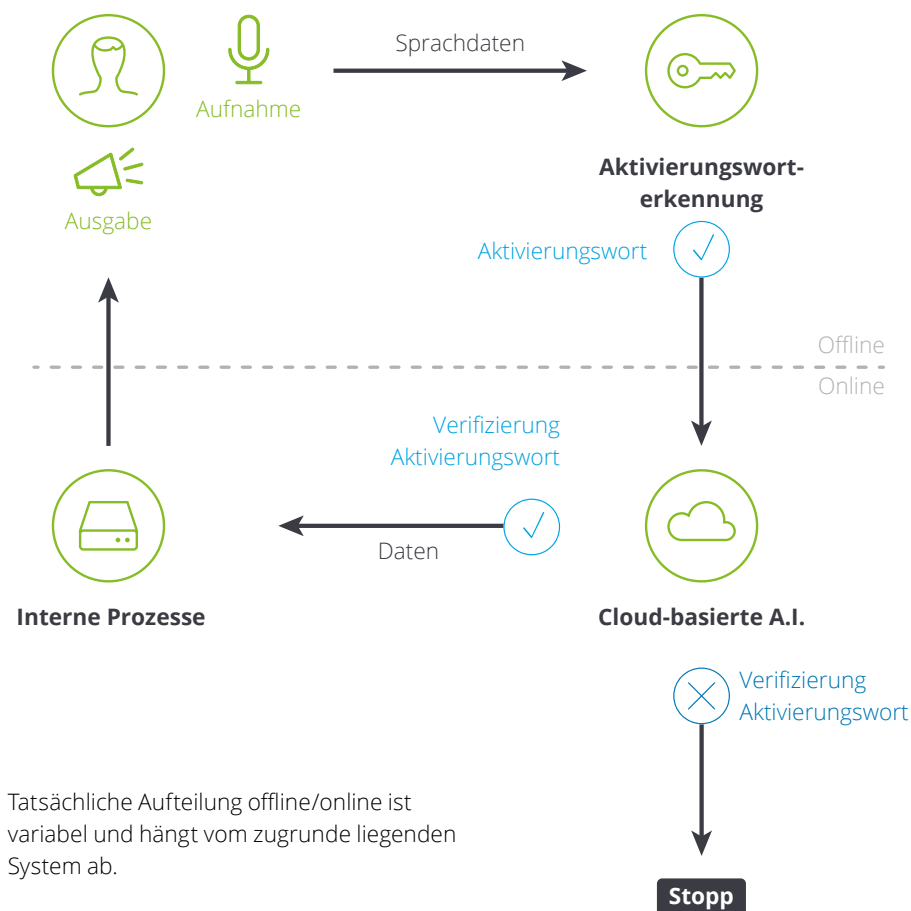 Sprachdaten
Aufnahme
Ausgabe
Aktivierungswort-
erkennung
Aktivierungswort
Offline
Online
Verifizierung
Aktivierungswort
Daten
Interne Prozesse
Cloud-basierte A.I.
Verifizierung
Aktivierungswort
Tatsächliche Aufteilung offline/online ist
variabel und hängt vom zugrunde liegenden
System ab.
Stopp